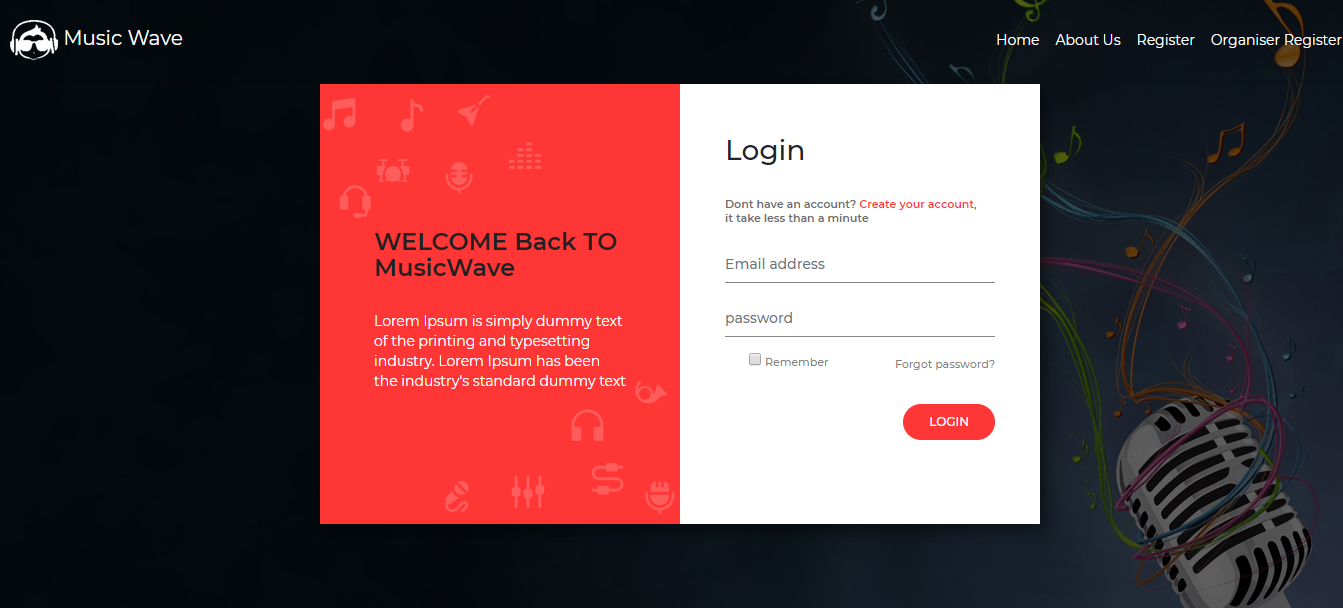 Music Wave
Home About Us Register Organiser Register
WELCOME Back TO
MusicWave
Lorem Ipsum is simply dummy text
of the printing and typesetting
industry. Lorem Ipsum has been
the industry's standard dummy text
Login
Dont have an account? Create your account,
it take less than a minute
Email address
password
Remember Forgot password?
LOGIN